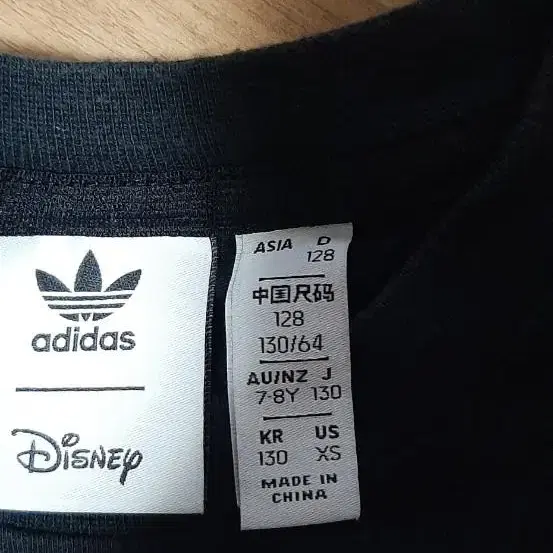 adidas
Disney
ASIA D
128
中国尺码
128
130/64
AU/NZ J
7-8Y 130
KR US
130 XS
MADE IN
CHINA